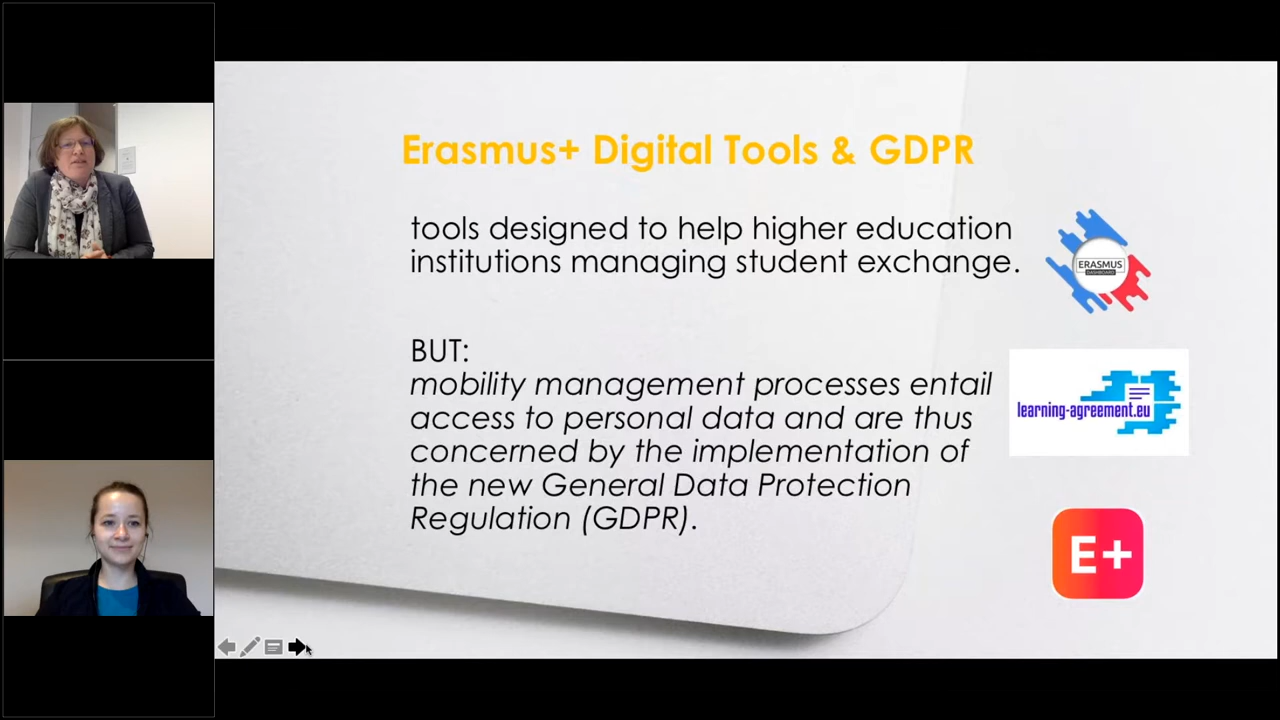 Erasmus+ Digital Tools & GDPR
tools designed to help higher education
institutions managing student exchange.
ERASMUS
DASHBOARD
BUT:
mobility management processes entail
access to personal data and are thus
concerned by the implementation of
the new General Data Protection
Regulation (GDPR).
learning-agreement.eu
E+